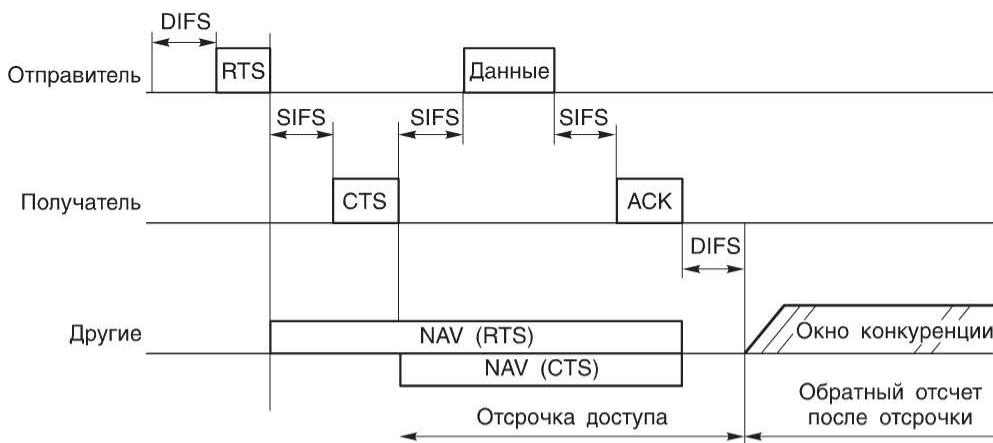 DIFS
Отправитель
RTS
Данные
SIFS
SIFS
SIFS
Получатель
CTS
ACK
DIFS
Другие
NAV (RTS)
Окно конкуренции
NAV (CTS)
Отсрочка доступа
Обратный отсчет
после отсрочки